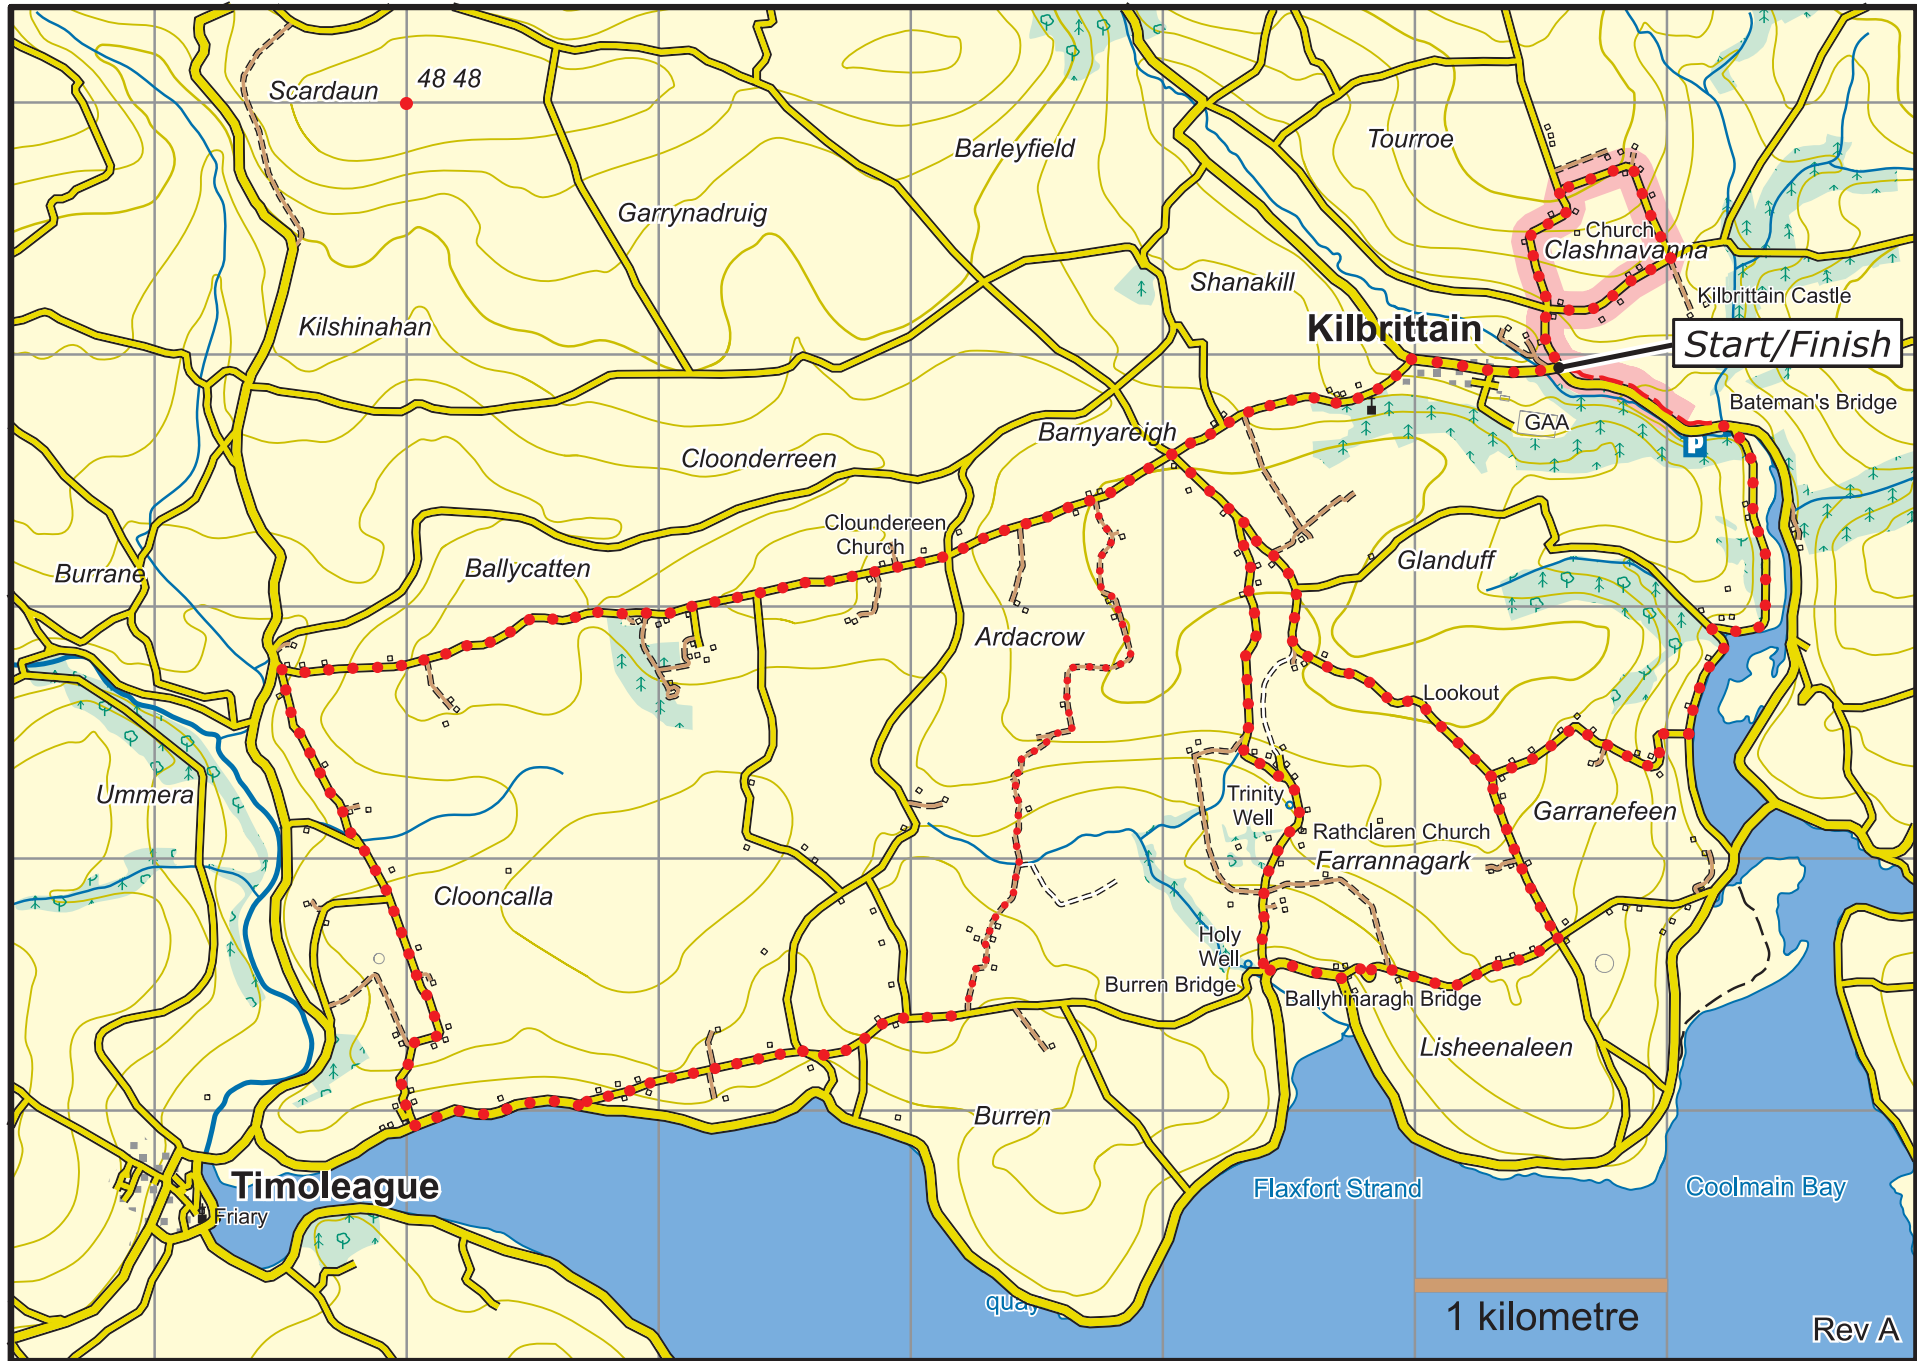 Scardaun
48 48
Barleyfield
Tourroe
Garrynadruig
Church
Clashnavanna
Shanakill
Kilbrittain Castle
Kilshinahan
Kilbrittain
Start/Finish
Bateman's Bridge
GAA
Barnyareigh
Cloonderreen
P
Cloundereen
Church
Ballycatten
Burrane
Glanduff
Ardacrow
Lookout
Ummera
Trinity
Well
Garranefeen
Rathclaren Church
Farrannagark
Clooncalla
Holy
Well
Burren Bridge
Ballyhinaragh Bridge
Lisheenaleen
Burren
Timoleague
Friary
Flaxfort Strand
Coolmain Bay
quay
1 kilometre
Rev A